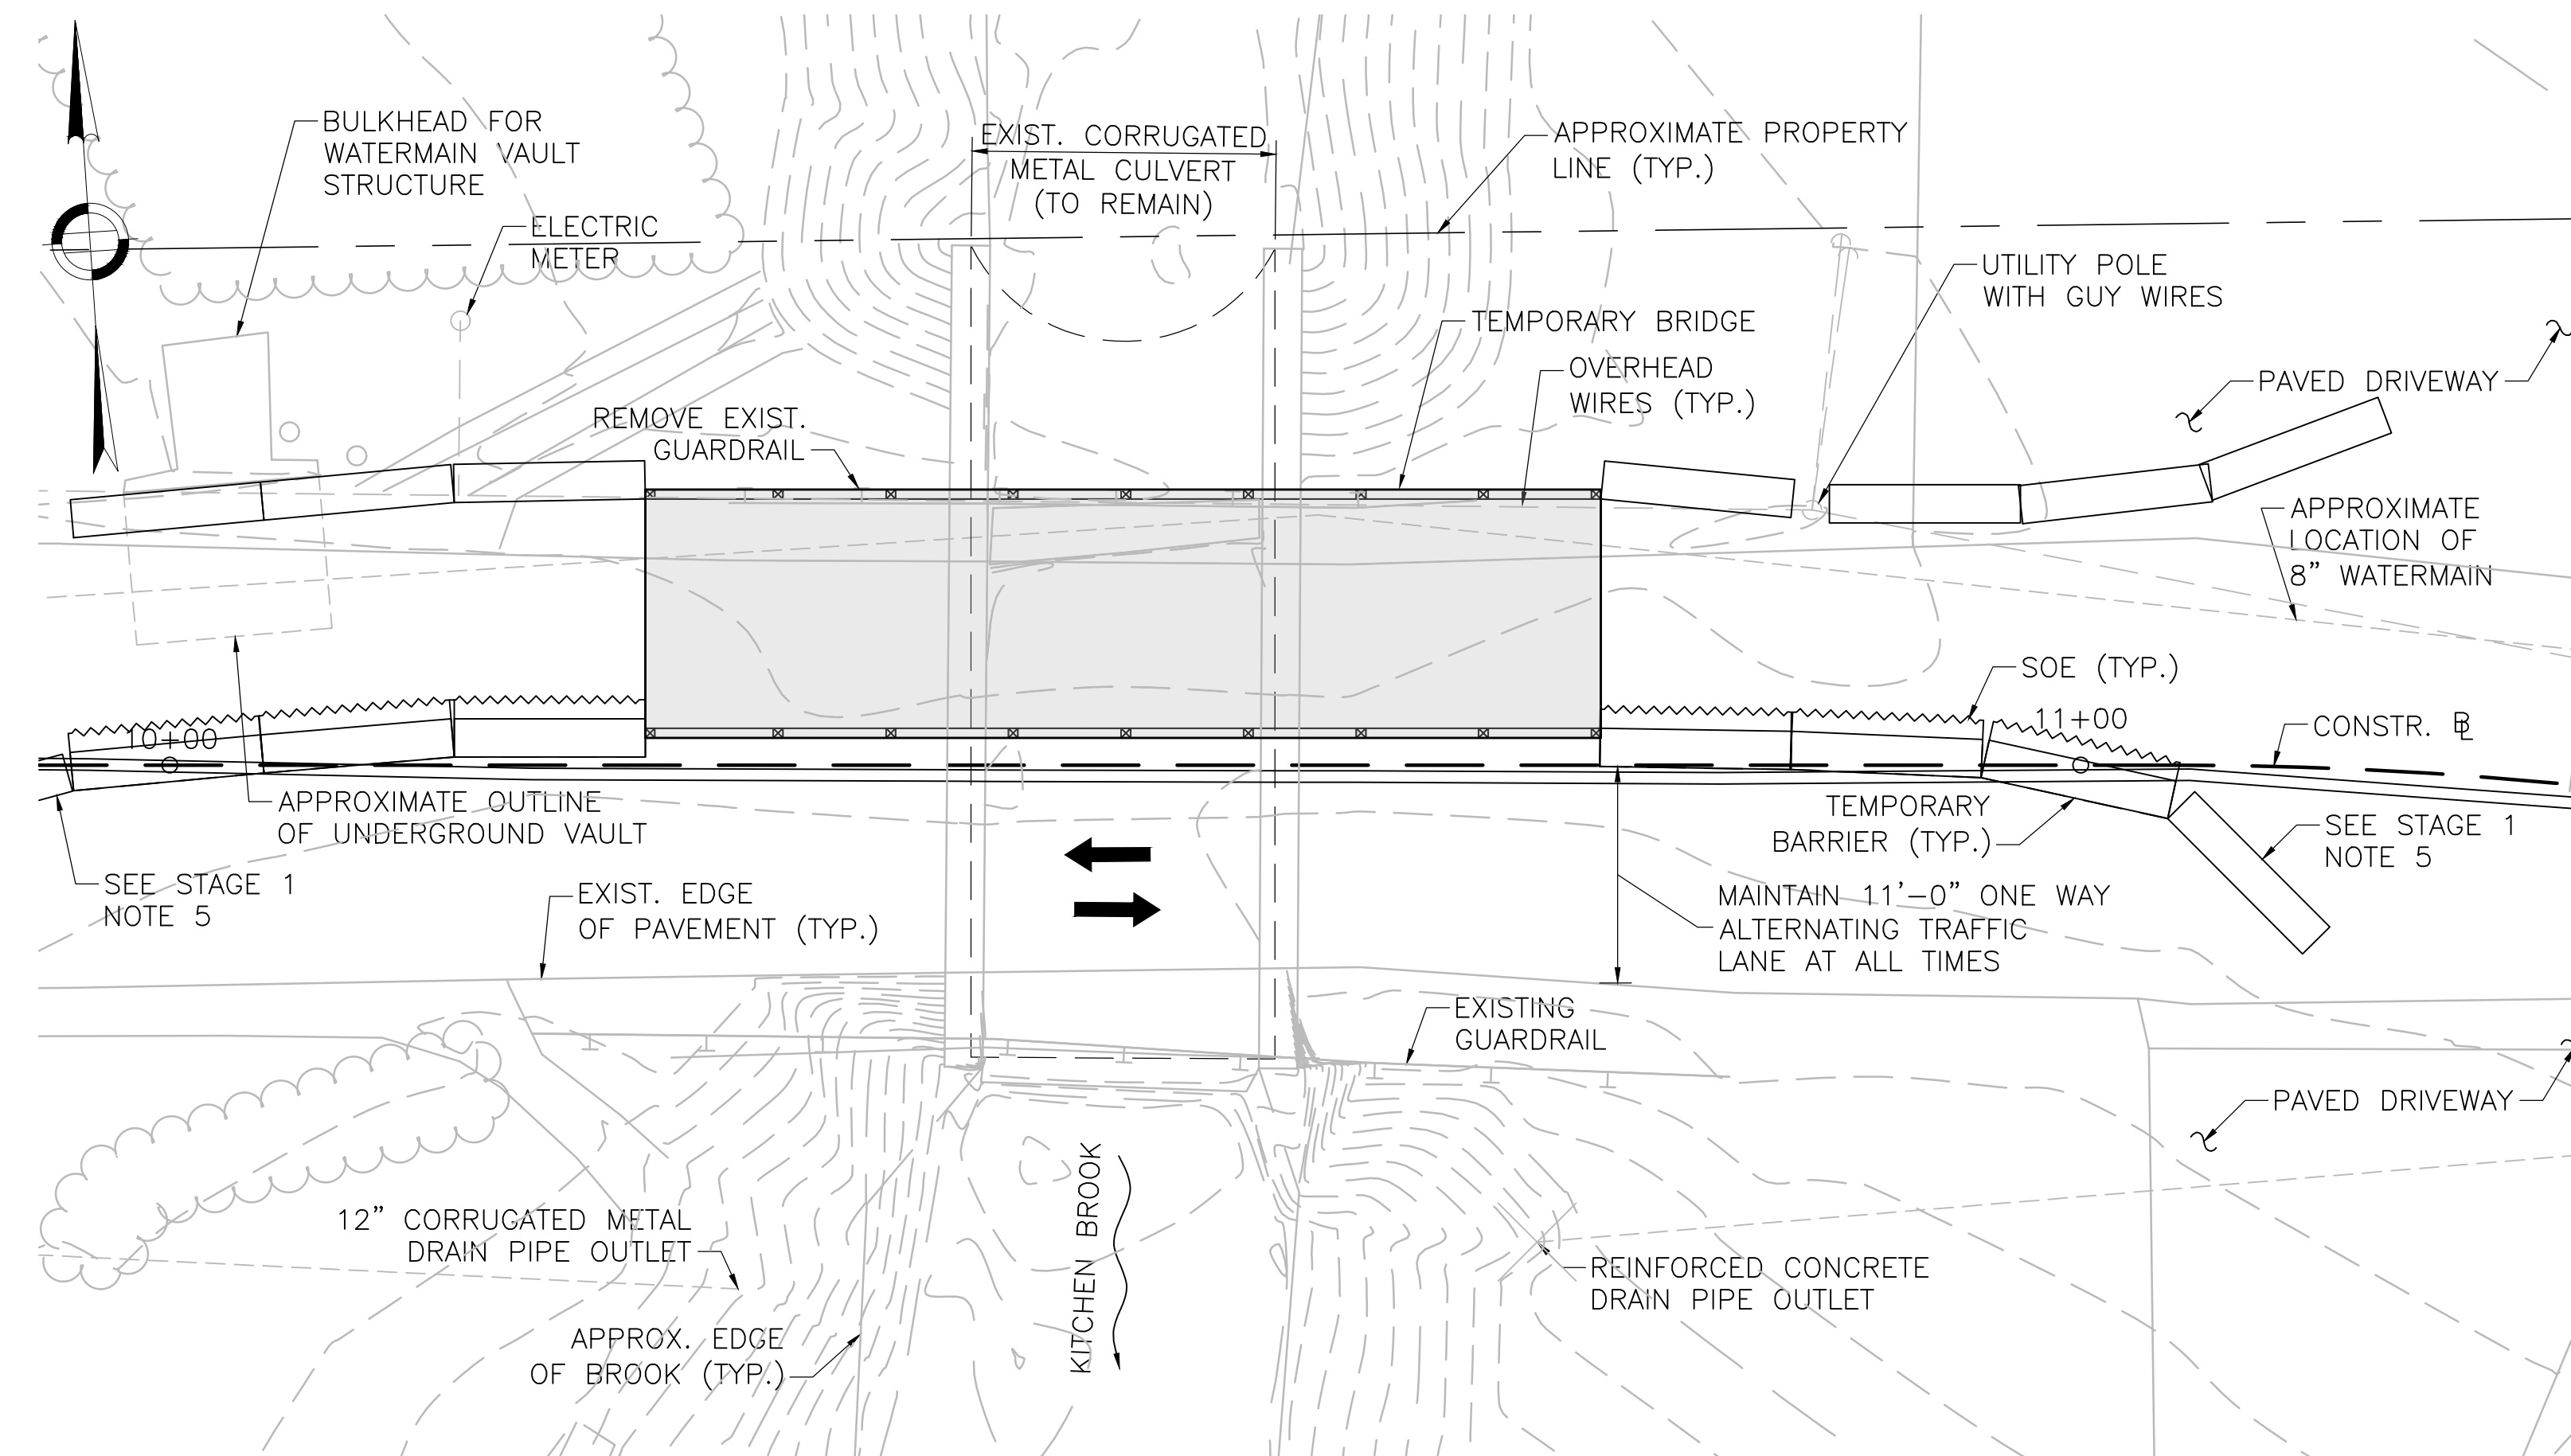 BULKHEAD FOR
WATERMAIN VAULT
STRUCTURE
ELECTRIC
METER
EXIST. CORRUGATED
METAL CULVERT
(TO REMAIN)
APPROXIMATE PROPERTY
LINE (TYP.)
UTILITY POLE
WITH GUY WIRES
TEMPORARY BRIDGE
OVERHEAD
WIRES (TYP.)
PAVED DRIVEWAY
REMOVE EXIST.
GUARDRAIL
APPROXIMATE
LOCATION OF
8" WATERMAIN
SOE (TYP.)
10+00
11+00
CONSTR. BL
APPROXIMATE OUTLINE
OF UNDERGROUND VAULT
TEMPORARY
BARRIER (TYP.)
SEE STAGE 1
NOTE 5
SEE STAGE 1
NOTE 5
EXIST. EDGE
OF PAVEMENT (TYP.)
MAINTAIN 11'-0" ONE WAY
ALTERNATING TRAFFIC
LANE AT ALL TIMES
EXISTING
GUARDRAIL
PAVED DRIVEWAY
KITCHEN BROOK
12" CORRUGATED METAL
DRAIN PIPE OUTLET
REINFORCED CONCRETE
DRAIN PIPE OUTLET
APPROX. EDGE
OF BROOK (TYP.)